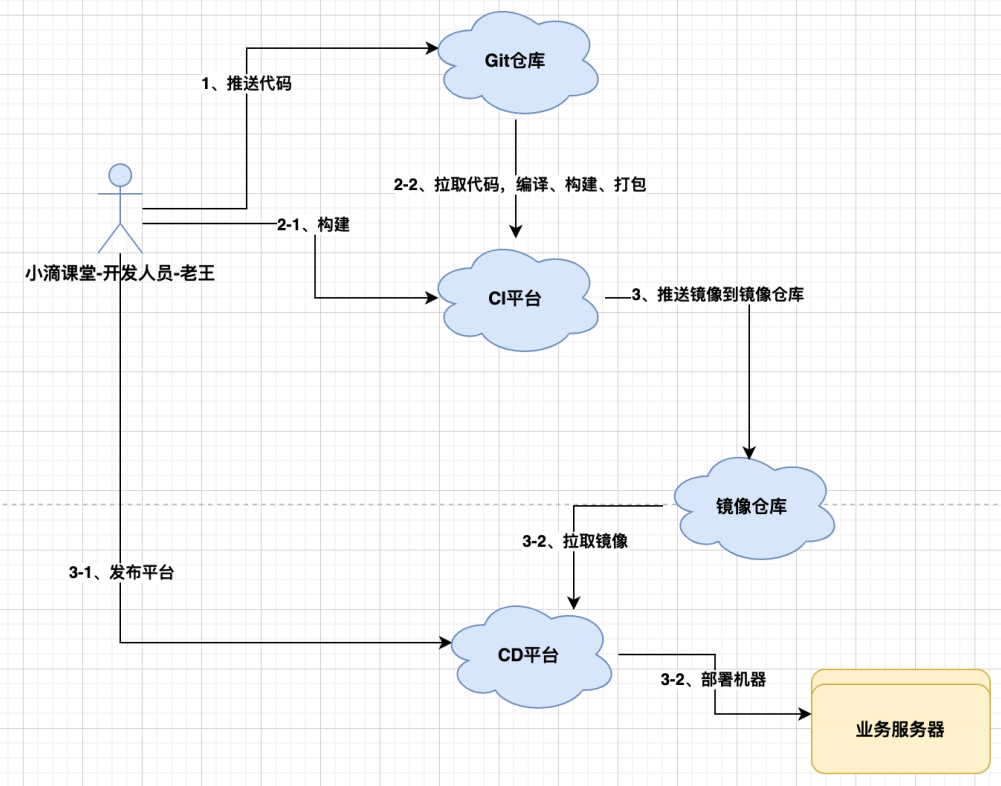 Git仓库
1、推送代码
2-2、拉取代码，编译、构建、打包
2-1、构建
小滴课堂-开发人员-老王
CI平台
3、推送镜像到镜像仓库
镜像仓库
3-2、拉取镜像
3-1、发布平台
CD平台
3-2、部署机器
业务服务器